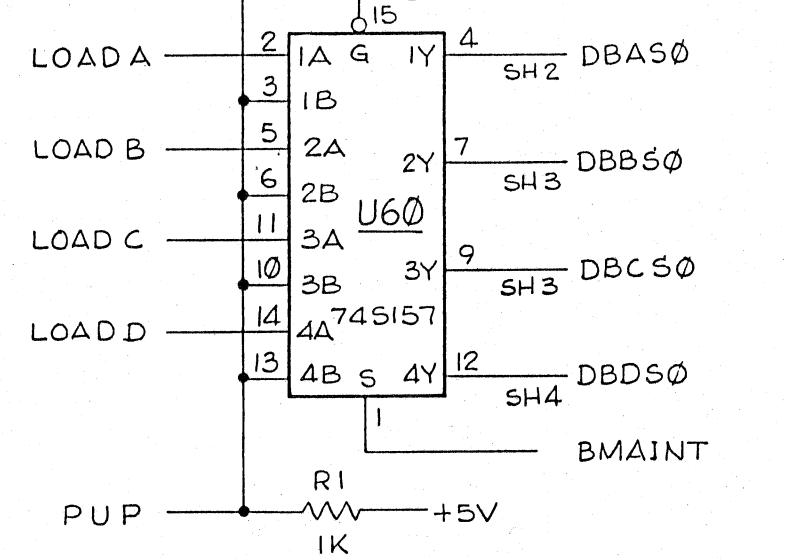 15
LOAD A 2 1A G 1Y 4 DBASØ
SH2
3 1B
LOAD B 5 2A 2Y 7 DBBSØ
SH3
6 2B
U6Ø
LOAD C 11 3A 3Y 9 DBCSØ
SH3
1Ø 3B
74S157
LOAD D 14 4A
13 4B S 4Y 12 DBDSØ
SH4
1
BMAINT
R1
PUP +5V
1K